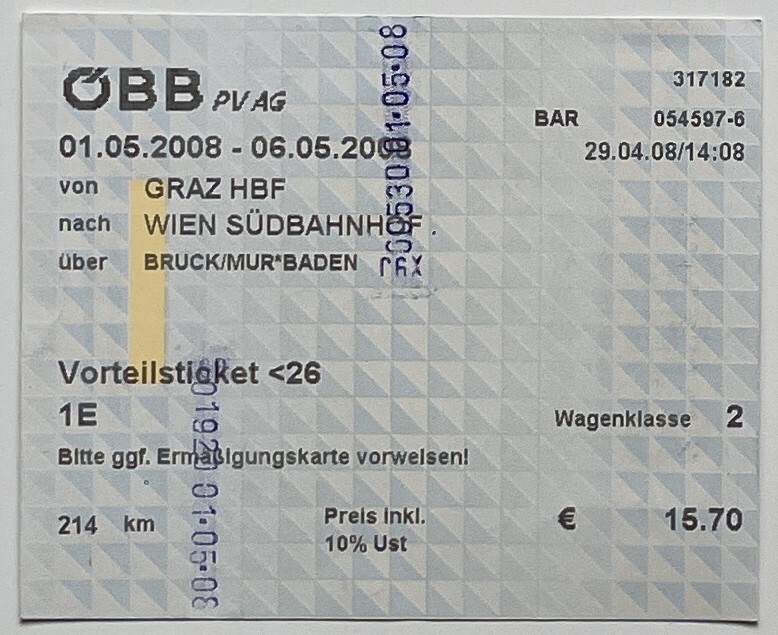 ÖBB PV AG
317182
BAR 054597-6
01.05.2008 - 06.05.2008
29.04.08/14:08
von GRAZ HBF
nach WIEN SÜDBAHNHOF .
über BRUCK/MUR*BADEN
Vorteilsticket <26
1E
Wagenklasse 2
Bitte ggf. Ermäßigungskarte vorweisen!
214 km
Preis inkl.
10% Ust
€ 15.70
01·05·08
01·05·08